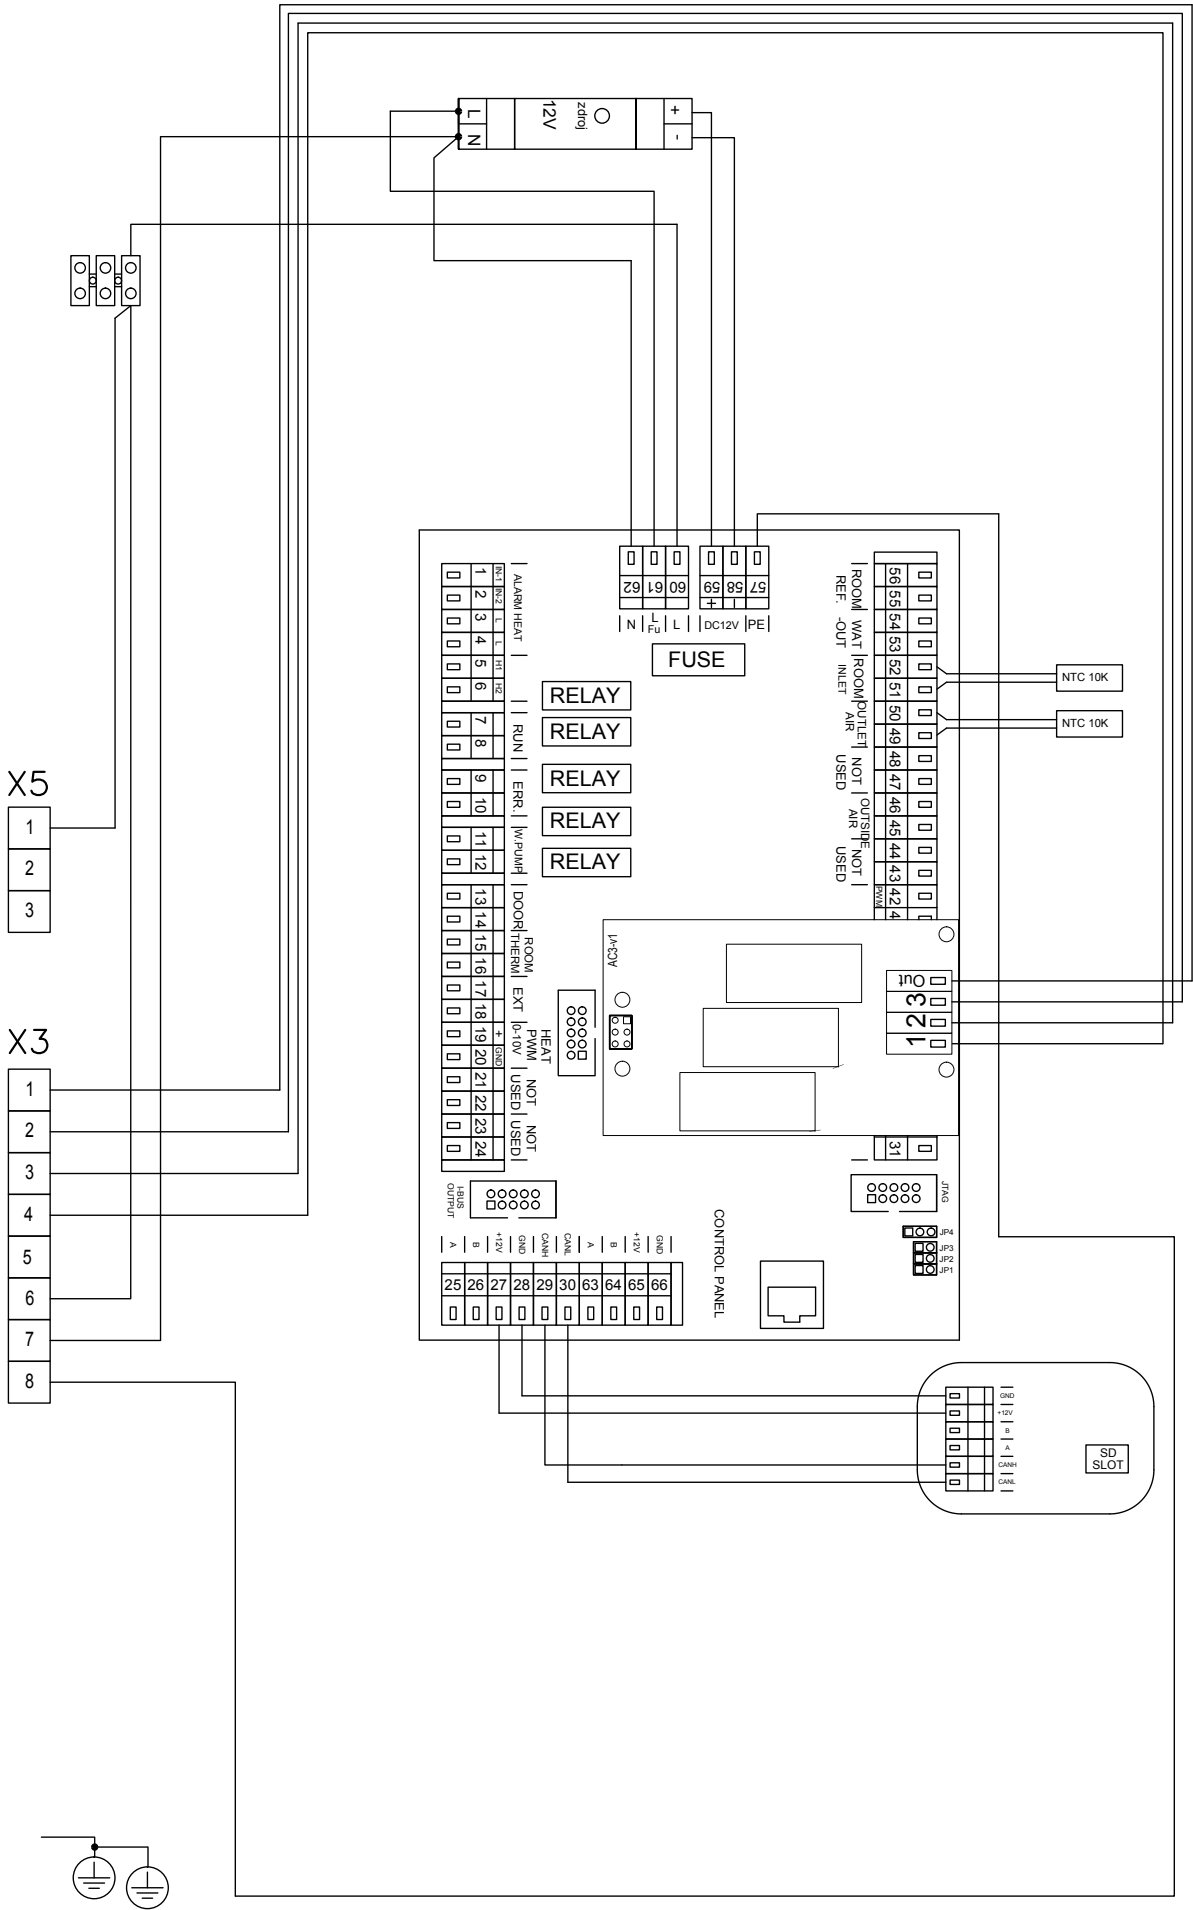 L
N
12V
zdroj
+
-
62
61
60
59
58
57
+
–
N
L
Fu
L
DC12V
PE
FUSE
RELAY
RELAY
RELAY
RELAY
RELAY
1
2
3
4
5
6
7
8
9
10
11
12
13
14
15
16
17
18
19
20
21
22
23
24
IN-1
IN-2
L
L
H1
H2
+
GND
ALARM
HEAT
RUN
ERR.
W.PUMP
DOOR
ROOM
THERM
EXT
HEAT
PWM
0-10V
NOT
USED
NOT
USED
56
55
54
53
52
51
50
49
48
47
46
45
44
43
42
4
31
ROOM
REF.
WAT
-OUT
ROOM
INLET
OUTLET
AIR
NOT
USED
OUTSIDE
AIR
NOT
USED
PWM
NTC 10K
NTC 10K
AC3-v1
Out
3
2
1
X5
1
2
3
X3
1
2
3
4
5
6
7
8
I-BUS
OUTPUT
JTAG
JP4
JP3
JP2
JP1
CONTROL PANEL
A
B
+12V
GND
CANH
CANL
A
B
+12V
GND
25
26
27
28
29
30
63
64
65
66
GND
+12V
B
A
CANH
CANL
SD
SLOT